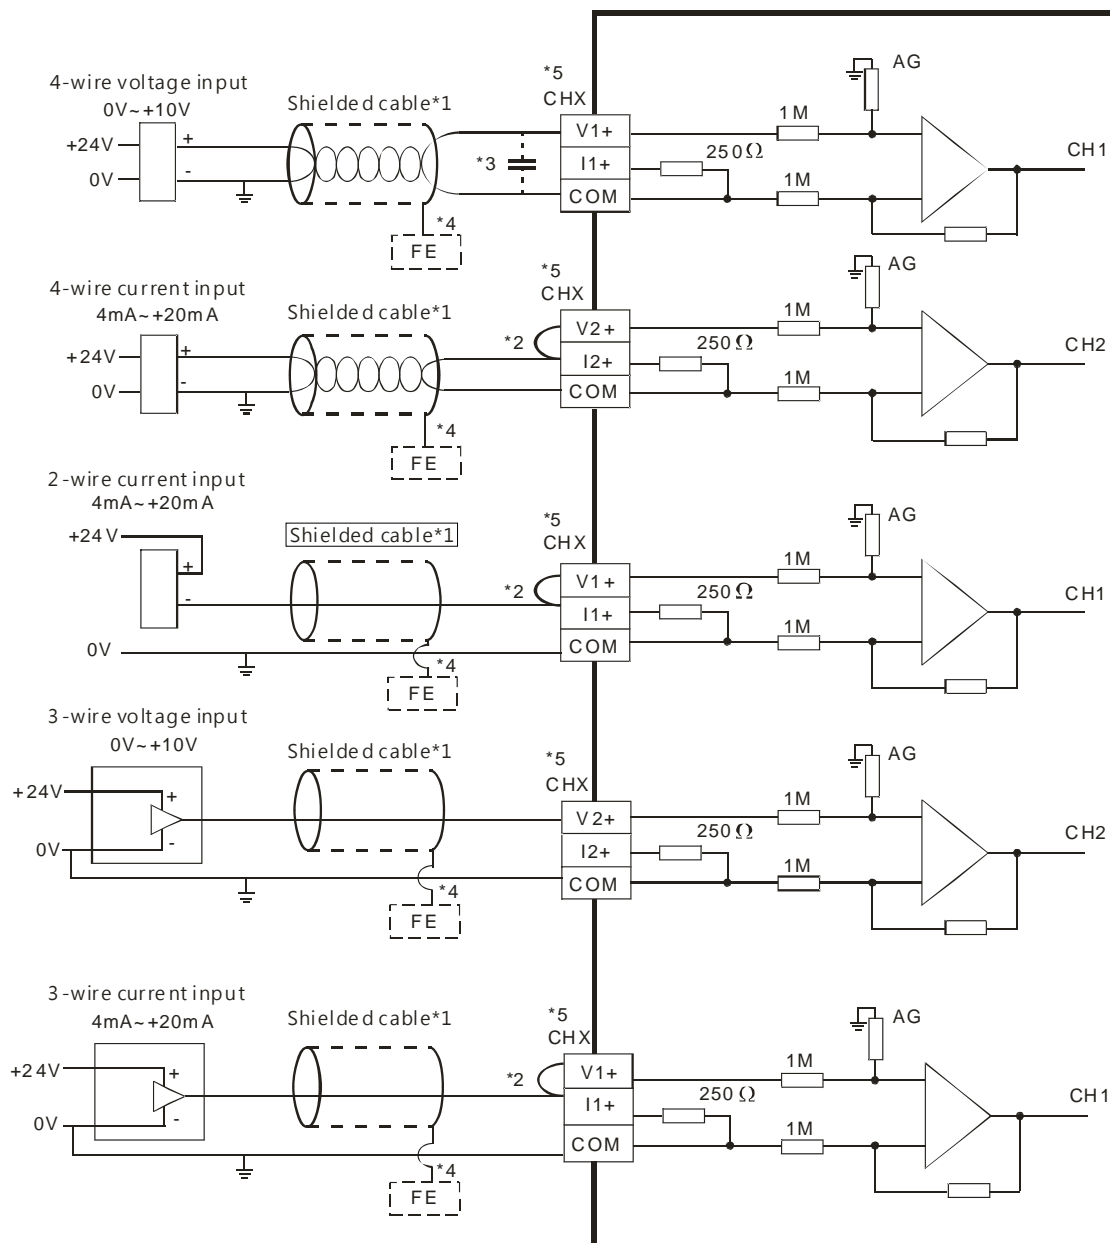 4-wire voltage input
0V~+10V
+24V
0V
+
-
Shielded cable*1
*3
*4
FE
*5
CHX
V1+
I1+
COM
250Ω
1M
1M
AG
CH1
4-wire current input
4mA~+20mA
+24V
0V
+
-
Shielded cable*1
*2
*4
FE
*5
CHX
V2+
I2+
COM
250Ω
1M
1M
AG
CH2
2-wire current input
4mA~+20mA
+24V
+
-
0V
Shielded cable*1
*2
*4
FE
*5
CHX
V1+
I1+
COM
250Ω
1M
1M
AG
CH1
3-wire voltage input
0V~+10V
+24V
0V
+
-
Shielded cable*1
*4
FE
*5
CHX
V2+
I2+
COM
250Ω
1M
1M
AG
CH2
3-wire current input
4mA~+20mA
+24V
0V
+
-
Shielded cable*1
*2
*4
FE
*5
CHX
V1+
I1+
COM
250Ω
1M
1M
AG
CH1